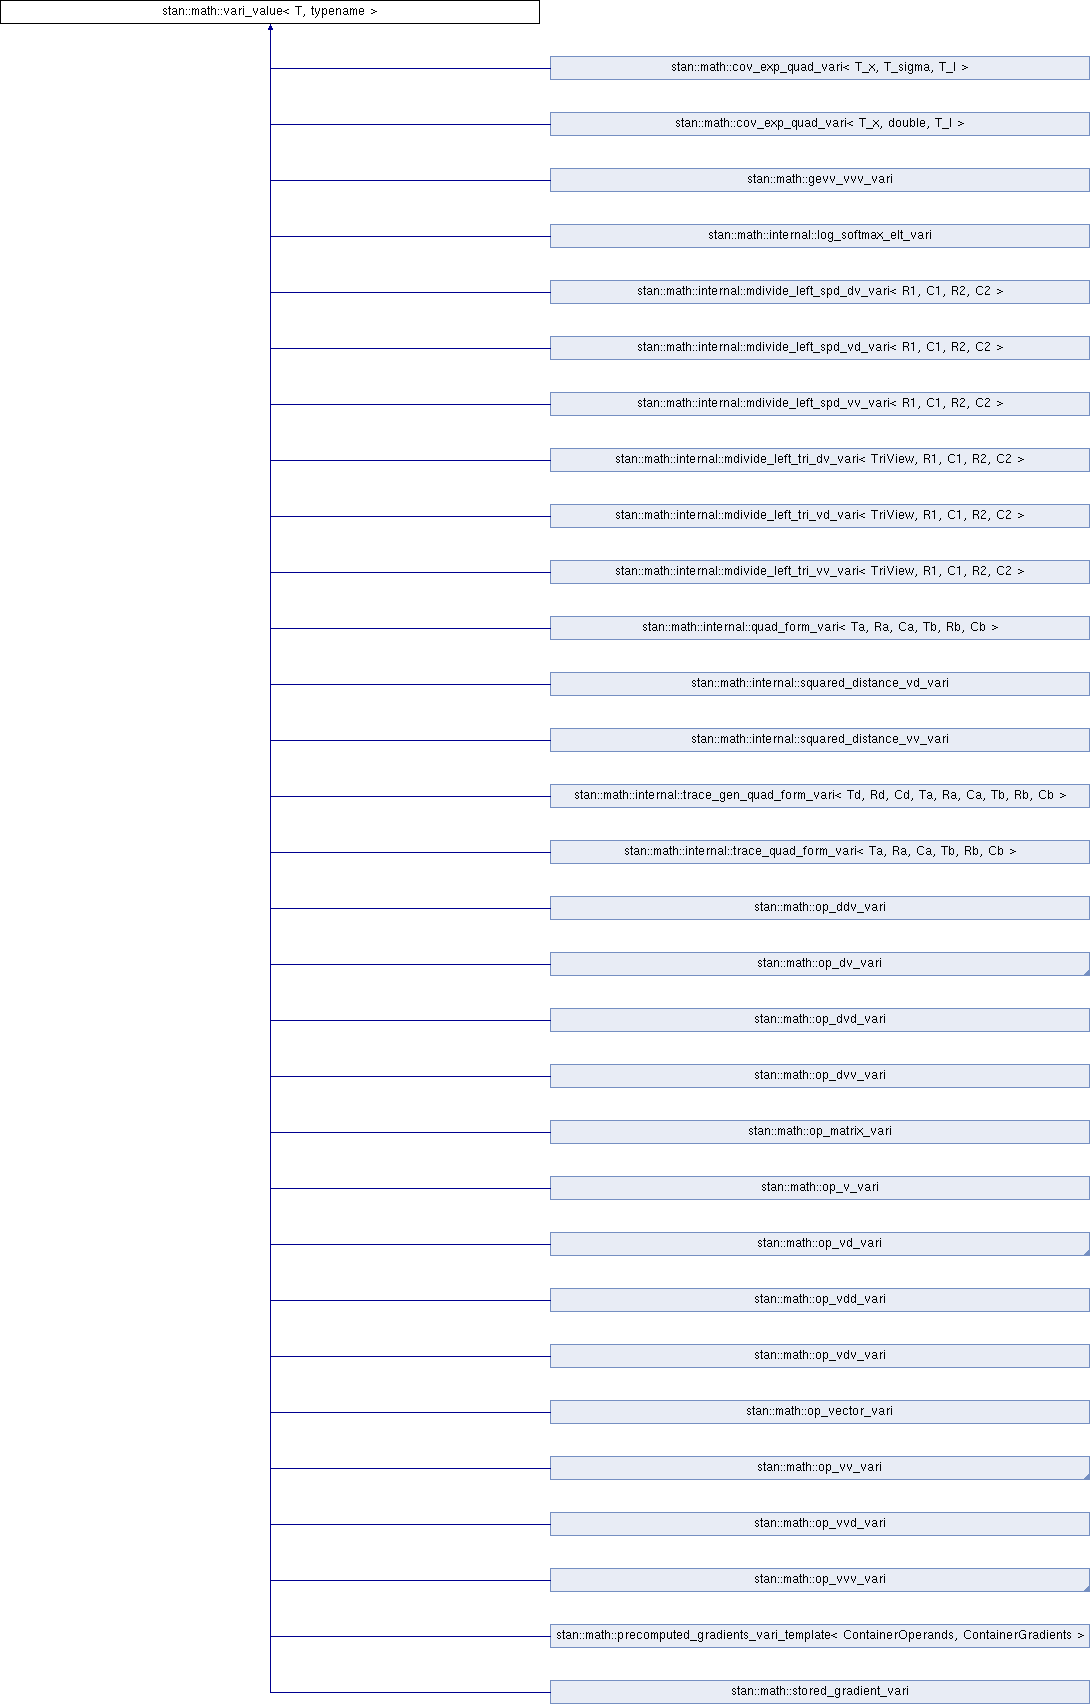 stan::math::vari_value< T, typename >
stan::math::cov_exp_quad_vari< T_x, T_sigma, T_l >
stan::math::cov_exp_quad_vari< T_x, double, T_l >
stan::math::gevv_vvv_vari
stan::math::internal::log_softmax_elt_vari
stan::math::internal::mdivide_left_spd_dv_vari< R1, C1, R2, C2 >
stan::math::internal::mdivide_left_spd_vd_vari< R1, C1, R2, C2 >
stan::math::internal::mdivide_left_spd_vv_vari< R1, C1, R2, C2 >
stan::math::internal::mdivide_left_tri_dv_vari< TriView, R1, C1, R2, C2 >
stan::math::internal::mdivide_left_tri_vd_vari< TriView, R1, C1, R2, C2 >
stan::math::internal::mdivide_left_tri_vv_vari< TriView, R1, C1, R2, C2 >
stan::math::internal::quad_form_vari< Ta, Ra, Ca, Tb, Rb, Cb >
stan::math::internal::squared_distance_vd_vari
stan::math::internal::squared_distance_vv_vari
stan::math::internal::trace_gen_quad_form_vari< Td, Rd, Cd, Ta, Ra, Ca, Tb, Rb, Cb >
stan::math::internal::trace_quad_form_vari< Ta, Ra, Ca, Tb, Rb, Cb >
stan::math::op_ddv_vari
stan::math::op_dv_vari
stan::math::op_dvd_vari
stan::math::op_dvv_vari
stan::math::op_matrix_vari
stan::math::op_v_vari
stan::math::op_vd_vari
stan::math::op_vdd_vari
stan::math::op_vdv_vari
stan::math::op_vector_vari
stan::math::op_vv_vari
stan::math::op_vvd_vari
stan::math::op_vvv_vari
stan::math::precomputed_gradients_vari_template< ContainerOperands, ContainerGradients >
stan::math::stored_gradient_vari